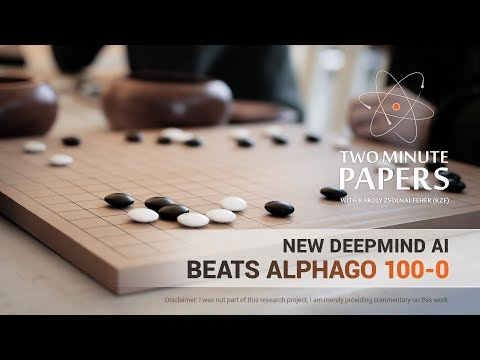 TWO MINUTE
PAPERS
WITH KÁROLY ZSOLNAI-FEHÉR (KZF)
NEW DEEPMIND AI
BEATS ALPHAGO 100-0
Disclaimer: I was not part of this research project, I am merely providing commentary on this work.